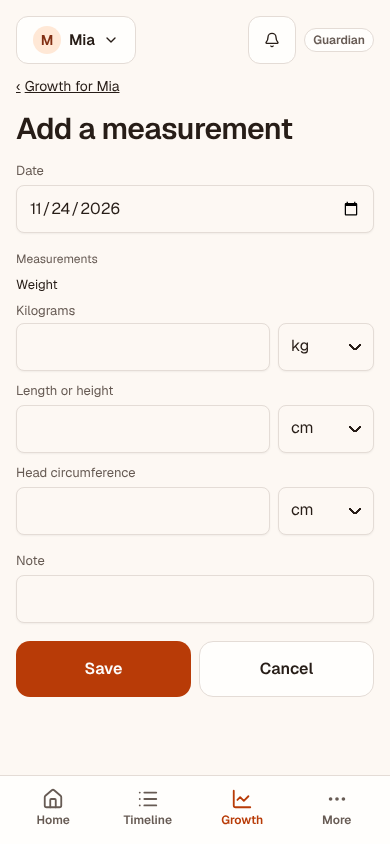 M Mia Guardian
‹ Growth for Mia
Add a measurement
Date
11/24/2026
Measurements
Weight
Kilograms
kg
Length or height
cm
Head circumference
cm
Note
Save Cancel
Home Timeline Growth More